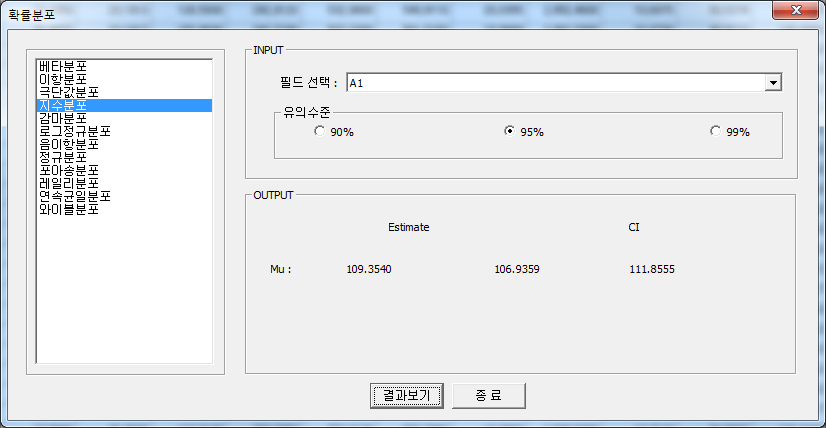 확률분포
베타분포
이항분포
극단값분포
지수분포
감마분포
로그정규분포
음이항분포
정규분포
포아송분포
레일리분포
연속균일분포
와이블분포
INPUT
필드 선택 : A1
유의수준
90% 95% 99%
OUTPUT
Estimate CI
Mu : 109.3540 106.9359 111.8555
결과보기 종 료